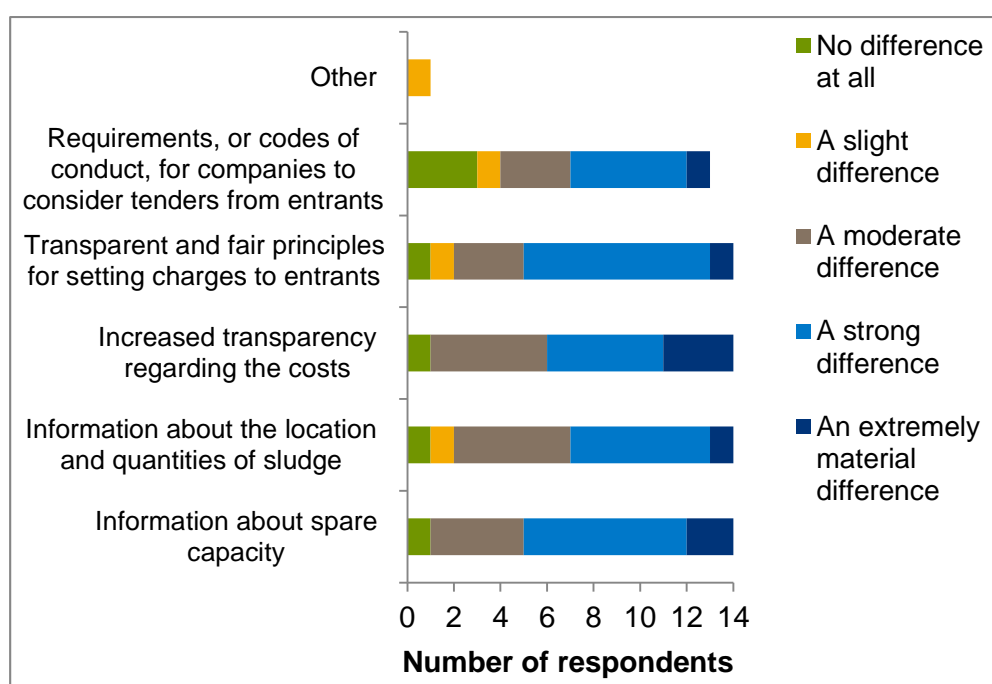 Other
Requirements, or codes of
conduct, for companies to
consider tenders from entrants
Transparent and fair principles
for setting charges to entrants
Increased transparency
regarding the costs
Information about the location
and quantities of sludge
Information about spare
capacity
0 2 4 6 8 10 12 14
Number of respondents
No difference
at all
A slight
difference
A moderate
difference
A strong
difference
An extremely
material
difference